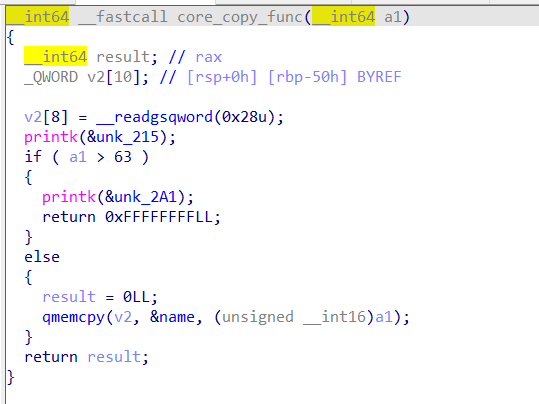 __int64 __fastcall core_copy_func(__int64 a1)
{
__int64 result; // rax
_QWORD v2[10]; // [rsp+0h] [rbp-50h] BYREF
v2[8] = __readgsqword(0x28u);
printk(&unk_215);
if ( a1 > 63 )
{
printk(&unk_2A1);
return 0xFFFFFFFFLL;
}
else
{
result = 0LL;
qmemcpy(v2, &name, (unsigned __int16)a1);
}
return result;
}